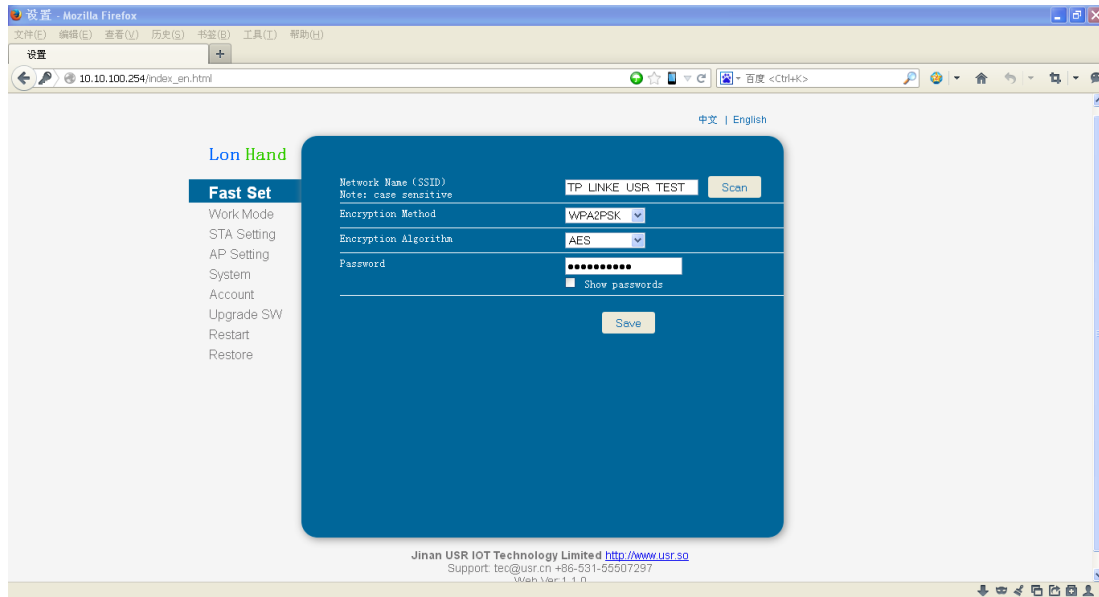 设置 - Mozilla Firefox
文件(F) 编辑(E) 查看(V) 历史(S) 书签(B) 工具(T) 帮助(H)
设置 +
10.10.100.254/index_en.html 百度 <Ctrl+K>
中文 | English
Lon Hand
Fast Set
Work Mode
STA Setting
AP Setting
System
Account
Upgrade SW
Restart
Restore
Network Name (SSID)
Note: case sensitive
TP_LINKE_USR_TEST Scan
Encryption Method WPA2PSK
Encryption Algorithm AES
Password ●●●●●●●●●●
Show passwords
Save
Jinan USR IOT Technology Limited http://www.usr.so
Support: tec@usr.cn +86-531-55507297
Web Ver:1.1.0